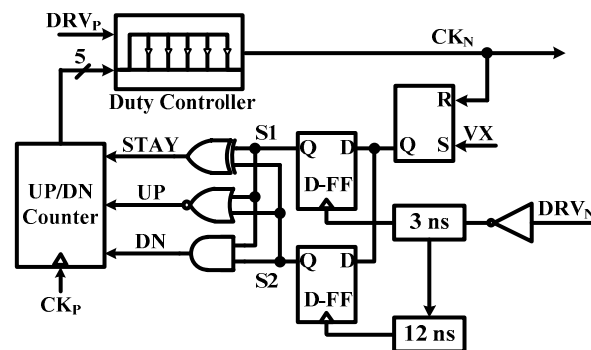 DRVP
CKN
5
Duty Controller
R
S1
STAY
Q D
Q S
VX
D-FF
UP/DN
Counter
UP
3 ns
DRVN
DN
S2
Q D
D-FF
CKP
12 ns